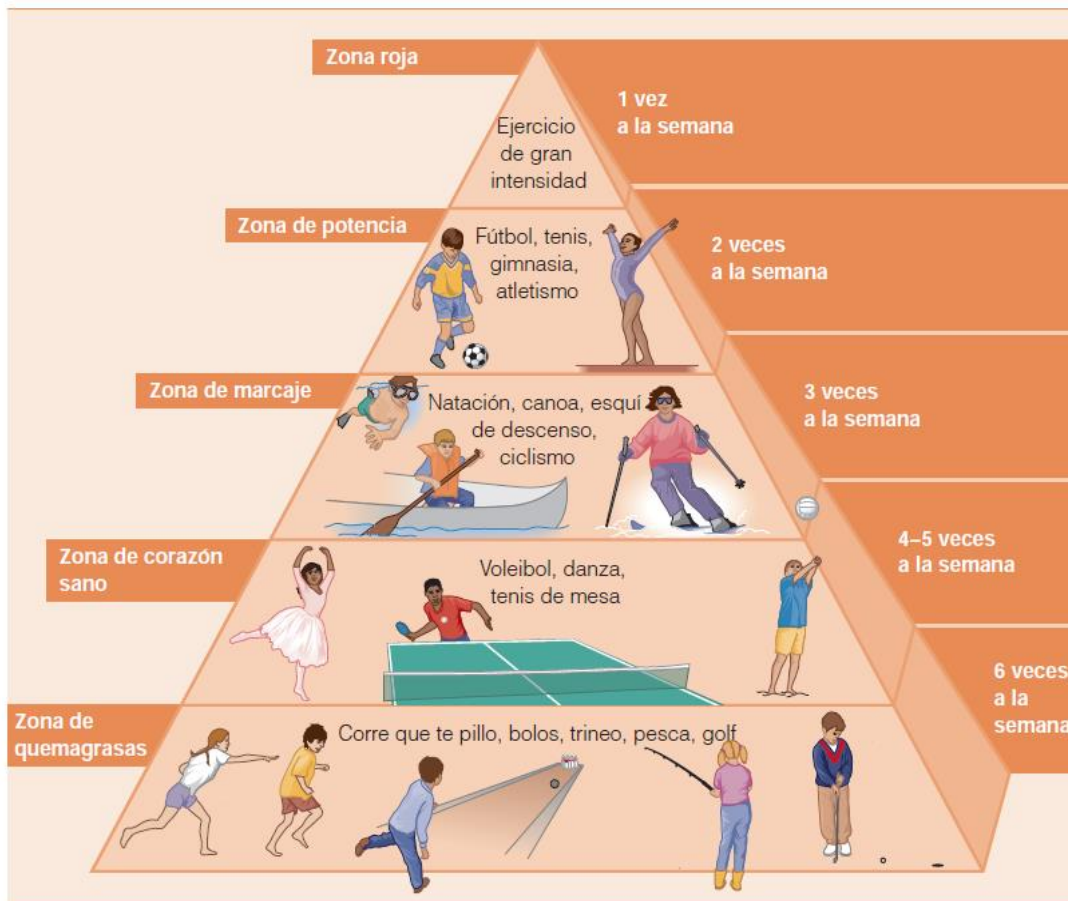 Zona roja
1 vez
a la semana
Ejercicio
de gran
intensidad
Zona de potencia
Fútbol, tenis,
gimnasia,
atletismo
2 veces
a la semana
Zona de marcaje
Natación, canoa, esquí
de descenso,
ciclismo
3 veces
a la semana
Zona de corazón
sano
Voleibol, danza,
tenis de mesa
4–5 veces
a la semana
Zona de
quemagrasas
Corre que te pillo, bolos, trineo, pesca, golf
6 veces
a la
semana